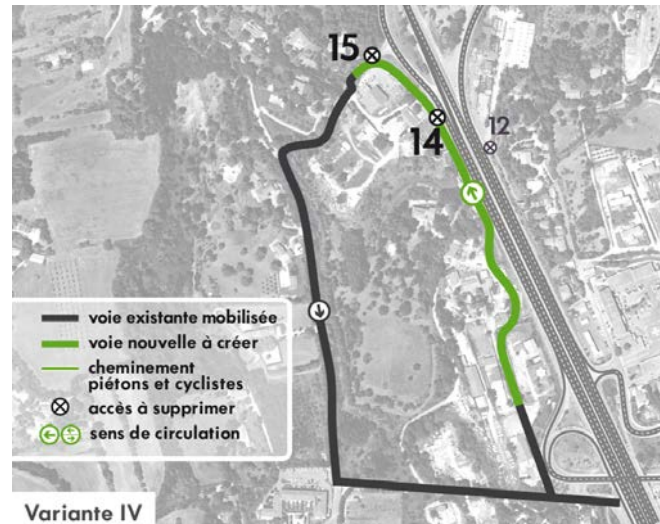 15
14
12
voie existante mobilisée
voie nouvelle à créer
cheminement
piétons et cyclistes
accès à supprimer
sens de circulation
Variante IV